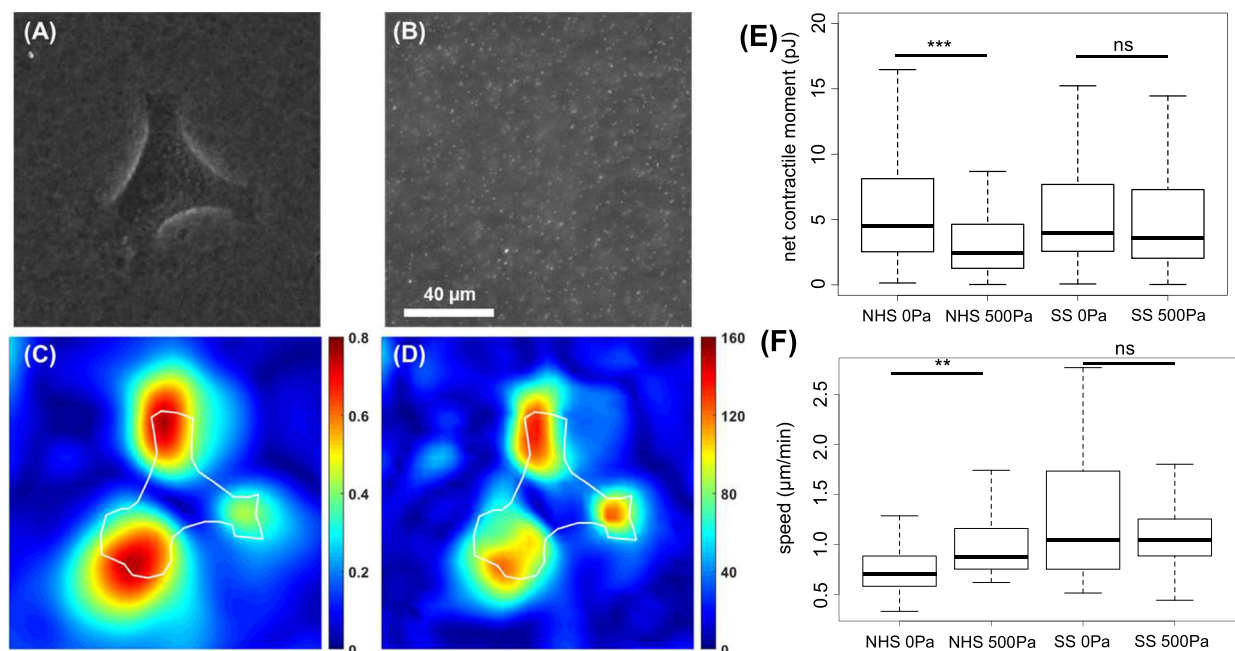 (A)
(B)
40 µm
(C)
0.8
0.6
0.4
0.2
0
(D)
160
120
80
40
0
(E)
net contractile moment (pJ)
20
15
10
5
0
***
ns
NHS 0Pa
NHS 500Pa
SS 0Pa
SS 500Pa
(F)
speed (µm/min)
2.5
2.0
1.5
1.0
0.5
**
ns
NHS 0Pa
NHS 500Pa
SS 0Pa
SS 500Pa